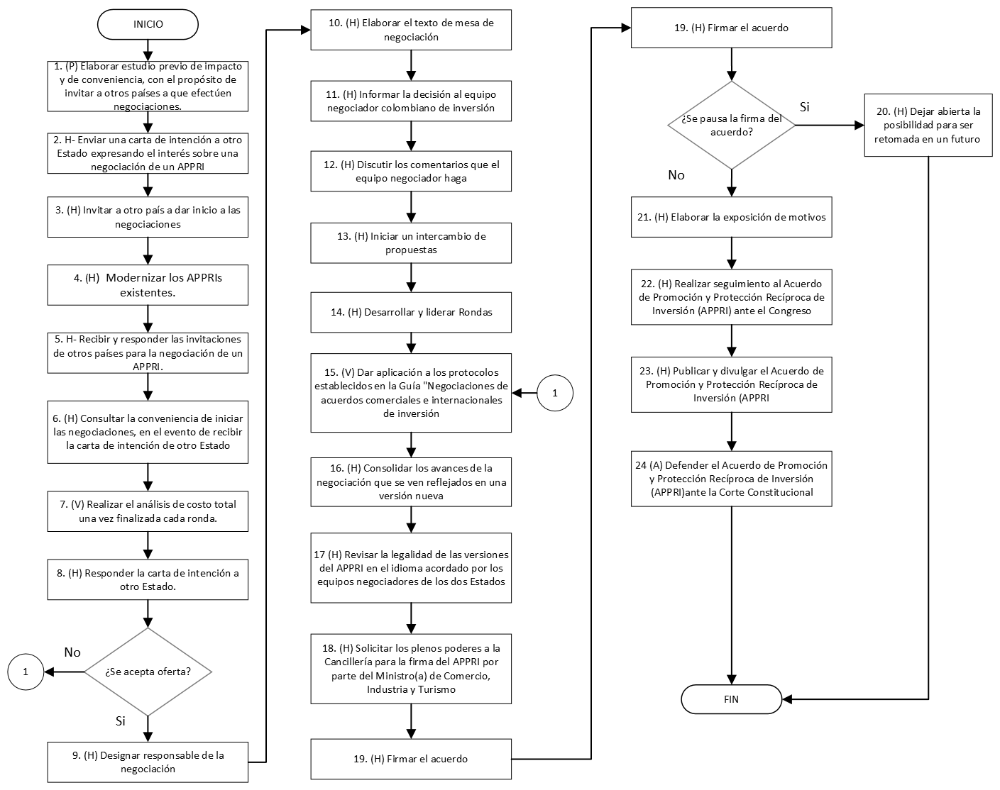 INICIO
1. (P) Elaborar estudio previo de impacto
y de conveniencia, con el propósito de
invitar a otros países a que efectúen
negociaciones.
2. H- Enviar una carta de intención a otro
Estado expresando el interés sobre una
negociación de un APPRI
3. (H) Invitar a otro país a dar inicio a las
negociaciones
4. (H) Modernizar los APPRIs
existentes.
5. H- Recibir y responder las invitaciones
de otros países para la negociación de un
APPRI.
6. (H) Consultar la conveniencia de iniciar
las negociaciones, en el evento de recibir
la carta de intención de otro Estado
7. (V) Realizar el análisis de costo total
una vez finalizada cada ronda.
8. (H) Responder la carta de intención a
otro Estado.
¿Se acepta oferta?
No
1
Si
9. (H) Designar responsable de la
negociación
10. (H) Elaborar el texto de mesa de
negociación
11. (H) Informar la decisión al equipo
negociador colombiano de inversión
12. (H) Discutir los comentarios que el
equipo negociador haga
13. (H) Iniciar un intercambio de
propuestas
14. (H) Desarrollar y liderar Rondas
15. (V) Dar aplicación a los protocolos
establecidos en la Guía "Negociaciones de
acuerdos comerciales e internacionales
de inversión
1
16. (H) Consolidar los avances de la
negociación que se ven reflejados en una
versión nueva
17 (H) Revisar la legalidad de las versiones
del APPRI en el idioma acordado por los
equipos negociadores de los dos Estados
18. (H) Solicitar los plenos poderes a la
Cancillería para la firma del APPRI por
parte del Ministro(a) de Comercio,
Industria y Turismo
19. (H) Firmar el acuerdo
19. (H) Firmar el acuerdo
¿Se pausa la firma del
acuerdo?
Si
20. (H) Dejar abierta la
posibilidad para ser
retomada en un futuro
No
21. (H) Elaborar la exposición de motivos
22. (H) Realizar seguimiento al Acuerdo
de Promoción y Protección Recíproca de
Inversión (APPRI) ante el Congreso
23. (H) Publicar y divulgar el Acuerdo de
Promoción y Protección Recíproca de
Inversión (APPRI
24 (A) Defender el Acuerdo de Promoción
y Protección Recíproca de Inversión
(APPRI)ante la Corte Constitucional
FIN